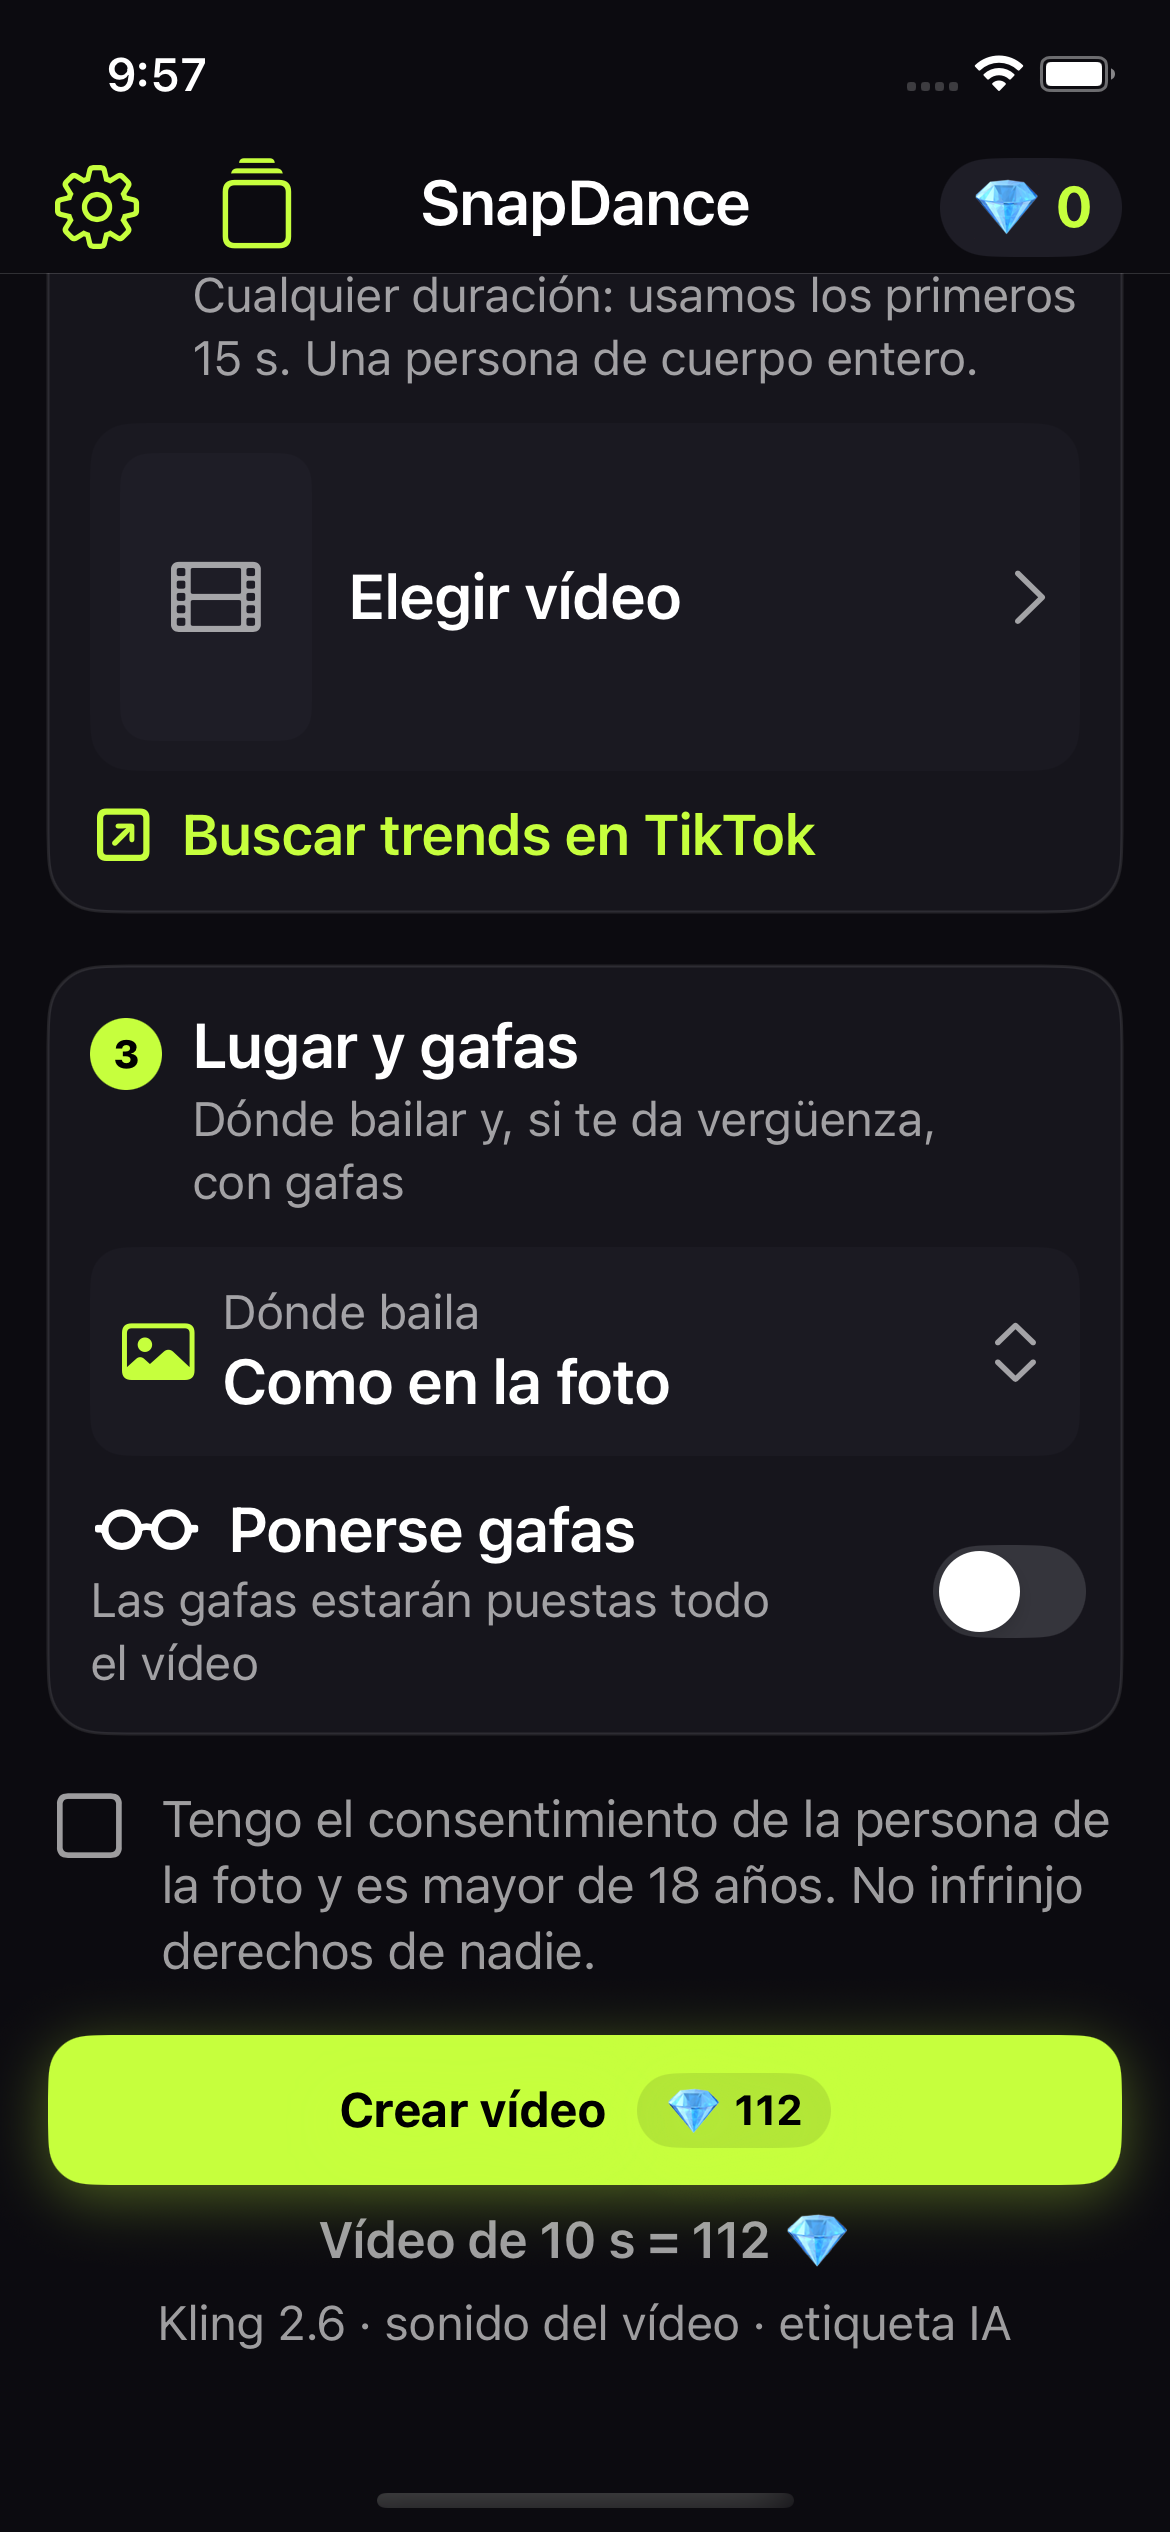 9:57
SnapDance
0
Cualquier duración: usamos los primeros
15 s. Una persona de cuerpo entero.
Elegir vídeo
Buscar trends en TikTok
3
Lugar y gafas
Dónde bailar y, si te da vergüenza,
con gafas
Dónde baila
Como en la foto
Ponerse gafas
Las gafas estarán puestas todo
el vídeo
Tengo el consentimiento de la persona de
la foto y es mayor de 18 años. No infrinjo
derechos de nadie.
Crear vídeo 💎 112
Vídeo de 10 s = 112 💎
Kling 2.6 · sonido del vídeo · etiqueta IA